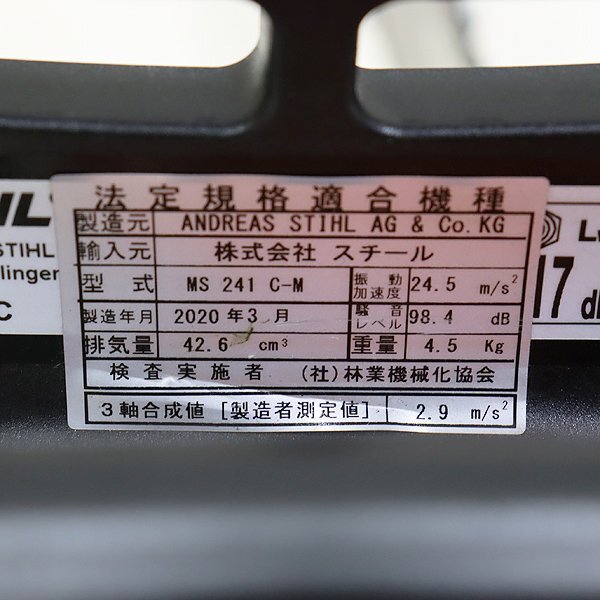 法定規格適合機種
製造元 ANDREAS STIHL AG & Co.KG
輸入元 株式会社 スチール
型式 MS 241 C-M 振動加速度 24.5 m/s²
製造年月 2020年3月 騒音レベル 98.4 dB
排気量 42.6 cm³ 重量 4.5 Kg
検査実施者 (社)林業機械化協会
3軸合成値 [製造者測定値] 2.9 m/s²
STIHL
C